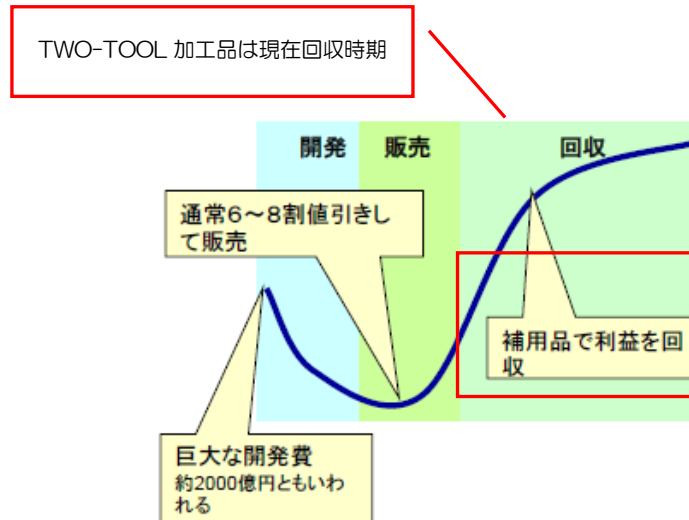 TWO-TOOL 加工品は現在回収時期
開発 販売 回収
通常6～8割値引きし
て販売
補用品で利益を回
収
巨大な開発費
約2000億円ともいわ
れる